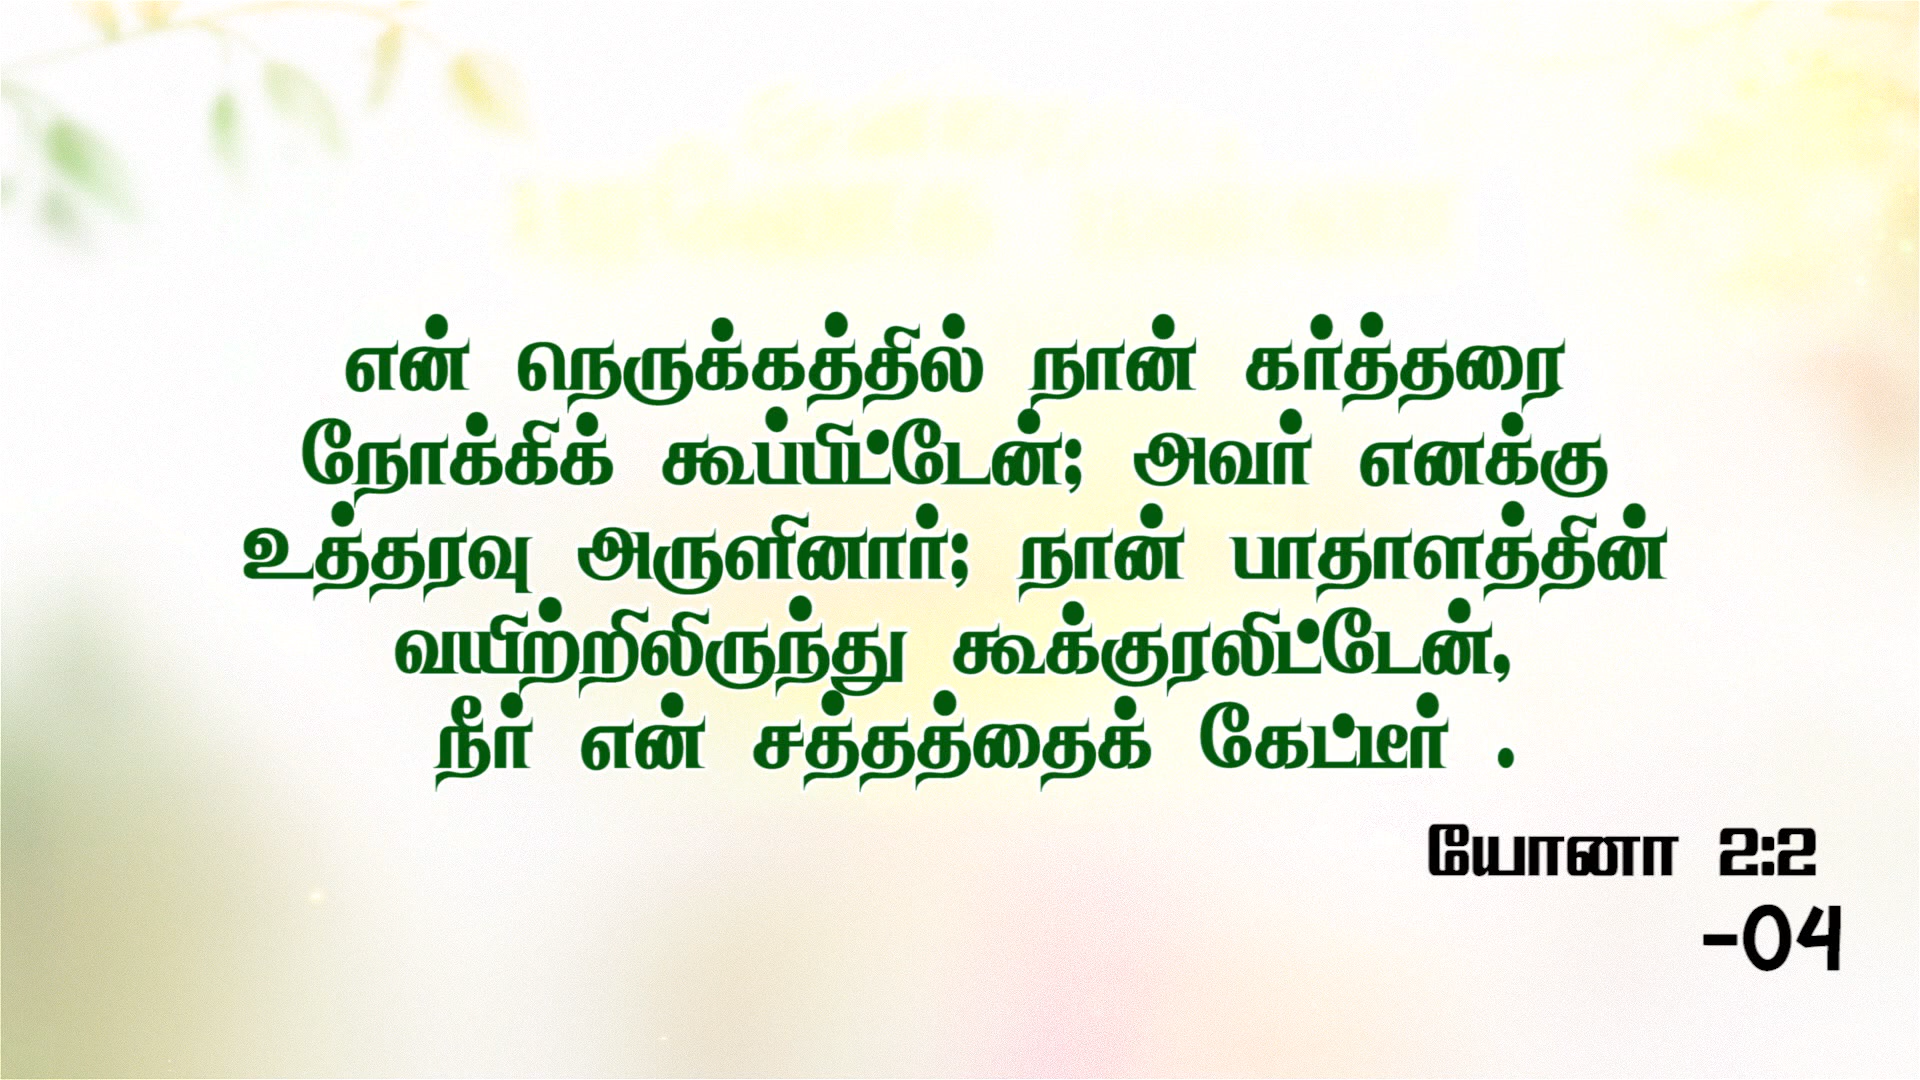 என் நெருக்கத்தில் நான் கர்த்தரை
நோக்கிக் கூப்பிட்டேன்; அவர் எனக்கு
உத்தரவு அருளினார்; நான் பாதாளத்தின்
வயிற்றிலிருந்து கூக்குரலிட்டேன்,
நீர் என் சத்தத்தைக் கேட்டீர் .
யோனா 2:2
-04